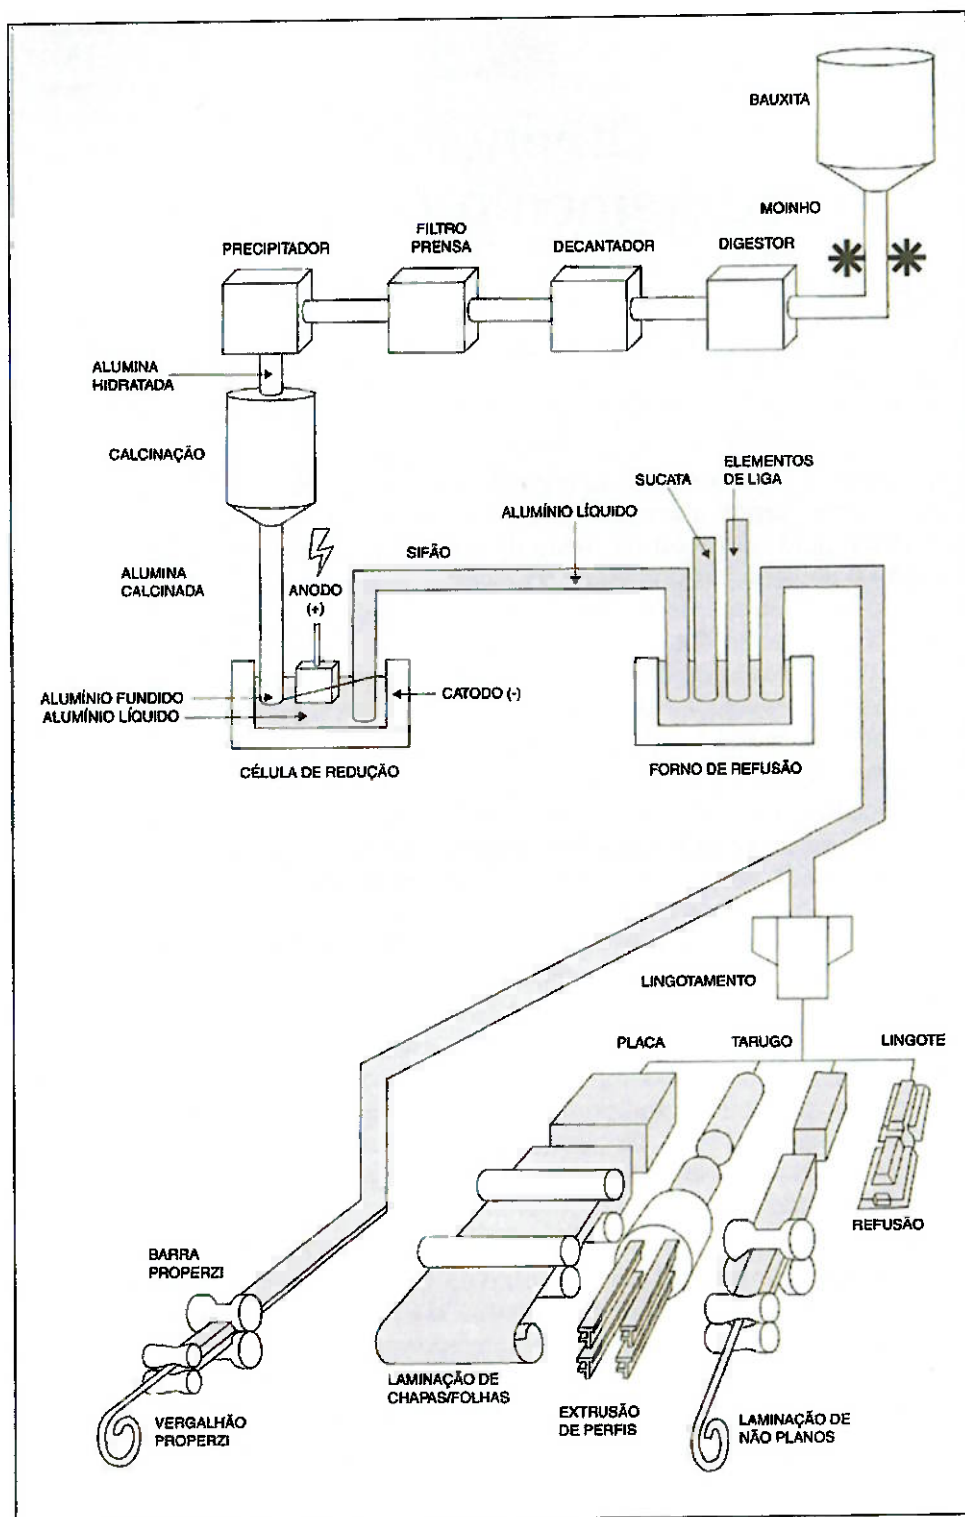 BAUXITA
MOINHO
DIGESTOR
DECANTADOR
FILTRO
PRENSA
PRECIPITADOR
ALUMINA
HIDRATADA
CALCINAÇÃO
ALUMINA
CALCINADA
ANODO
(+)
SIFÃO
ALUMÍNIO LÍQUIDO
SUCATA
ELEMENTOS
DE LIGA
ALUMÍNIO FUNDIDO
ALUMÍNIO LÍQUIDO
CATODO (-)
CÉLULA DE REDUÇÃO
FORNO DE REFUSÃO
LINGOTAMENTO
PLACA
TARUGO
LINGOTE
REFUSÃO
BARRA
PROPERZI
VERGALHÃO
PROPERZI
LAMINAÇÃO DE
CHAPAS/FOLHAS
EXTRUSÃO
DE PERFIS
LAMINAÇÃO DE
NÃO PLANOS